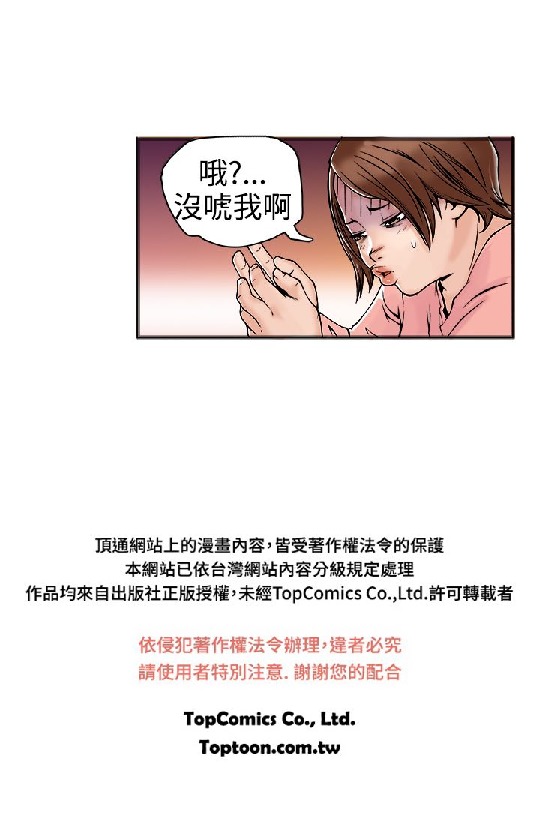 哦?...
沒唬我啊
頂通網站上的漫畫內容，皆受著作權法令的保護
本網站已依台灣網站內容分級規定處理
作品均來自出版社正版授權，未經TopComics Co.,Ltd.許可轉載者
依侵犯著作權法令辦理，違者必究
請使用者特別注意. 謝謝您的配合
TopComics Co., Ltd.
Toptoon.com.tw